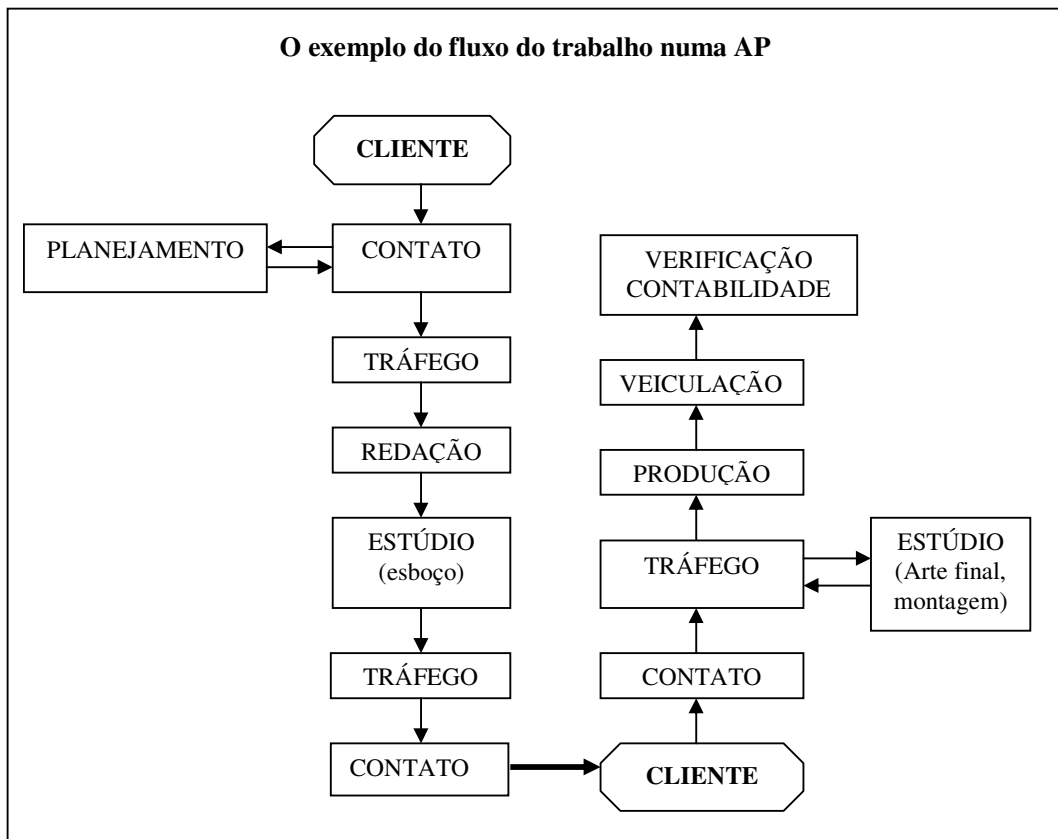 O exemplo do fluxo do trabalho numa AP
CLIENTE
PLANEJAMENTO
CONTATO
TRÁFEGO
REDAÇÃO
ESTÚDIO
(esboço)
TRÁFEGO
CONTATO
CLIENTE
CONTATO
TRÁFEGO
ESTÚDIO
(Arte final,
montagem)
PRODUÇÃO
VEICULAÇÃO
VERIFICAÇÃO
CONTABILIDADE